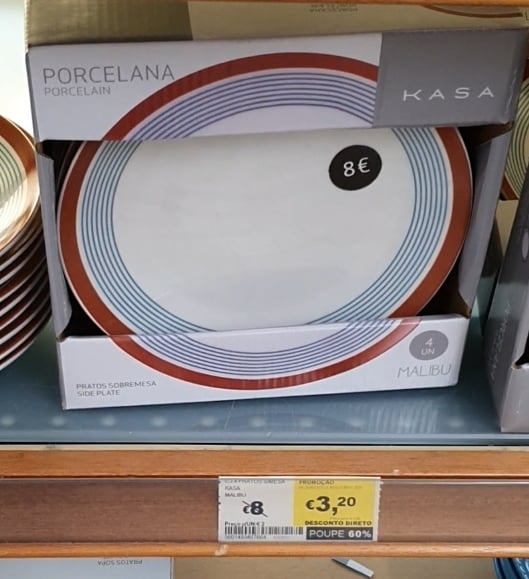 PORCELANA
PORCELAIN
KASA
8€
4
UN
MALIBU
PRATOS SOBREMESA
SIDE PLATE
KASA
MALIBU
€8
PROMOÇÃO
€3,20
DESCONTO DIRETO
POUPE 60%
PRATOS SOPA